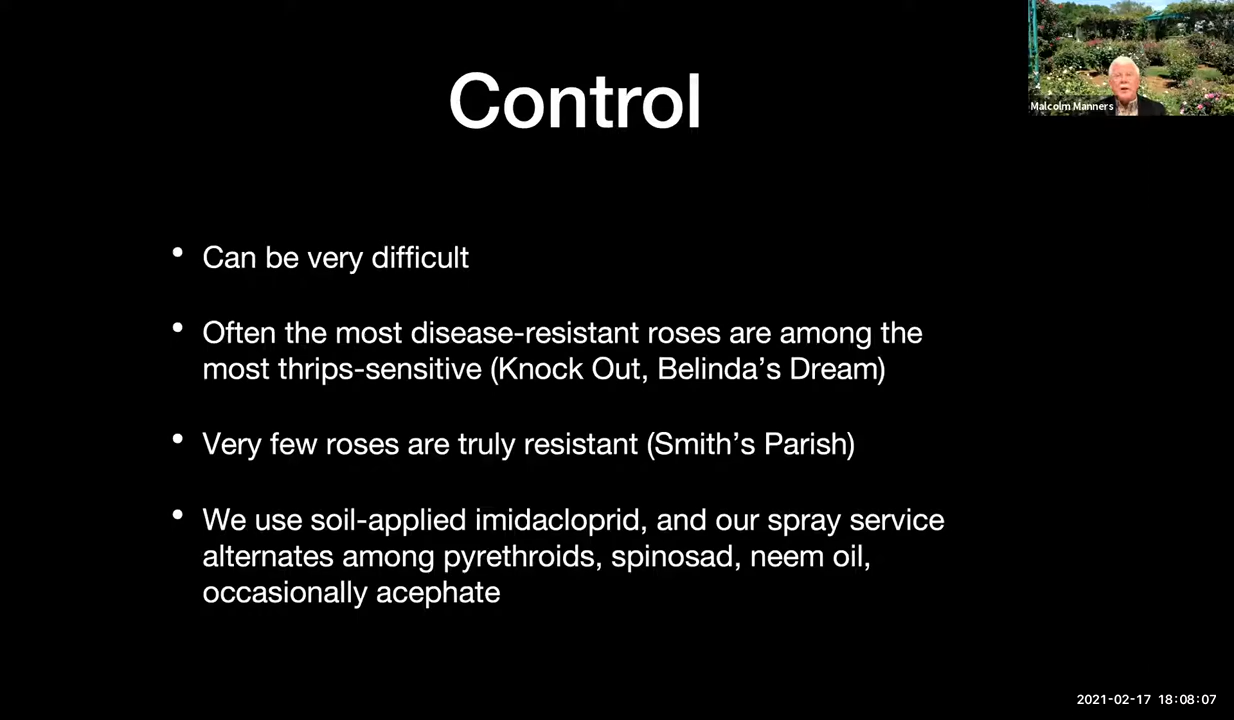 Control
Malcolm Manners
• Can be very difficult
• Often the most disease-resistant roses are among the
most thrips-sensitive (Knock Out, Belinda’s Dream)
• Very few roses are truly resistant (Smith’s Parish)
• We use soil-applied imidacloprid, and our spray service
alternates among pyrethroids, spinosad, neem oil,
occasionally acephate
2021-02-17 18:08:07